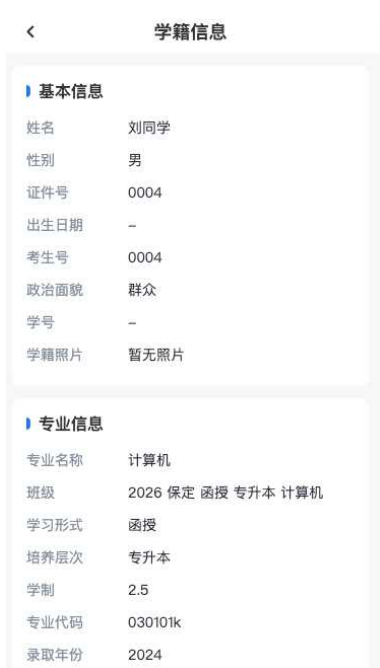 学籍信息
基本信息
姓名 刘同学
性别 男
证件号 0004
出生日期 –
考生号 0004
政治面貌 群众
学号 –
学籍照片 暂无照片
专业信息
专业名称 计算机
班级 2026 保定 函授 专升本 计算机
学习形式 函授
培养层次 专升本
学制 2.5
专业代码 030101k
录取年份 2024